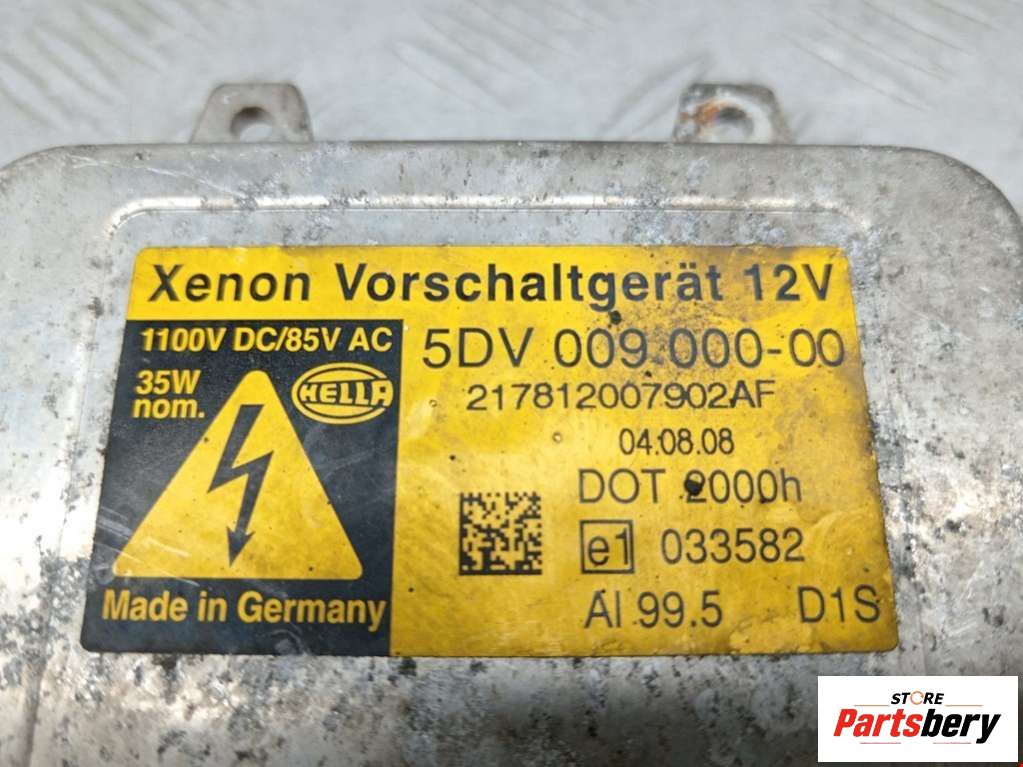 Xenon Vorschaltgerät 12V
1100V DC/85V AC
35W
nom.
HELLA
Made in Germany
5DV 009.000-00
217812007902AF
04.08.08
DOT 2000h
e1 033582
Al 99.5 D1S
STORE
Partsbery